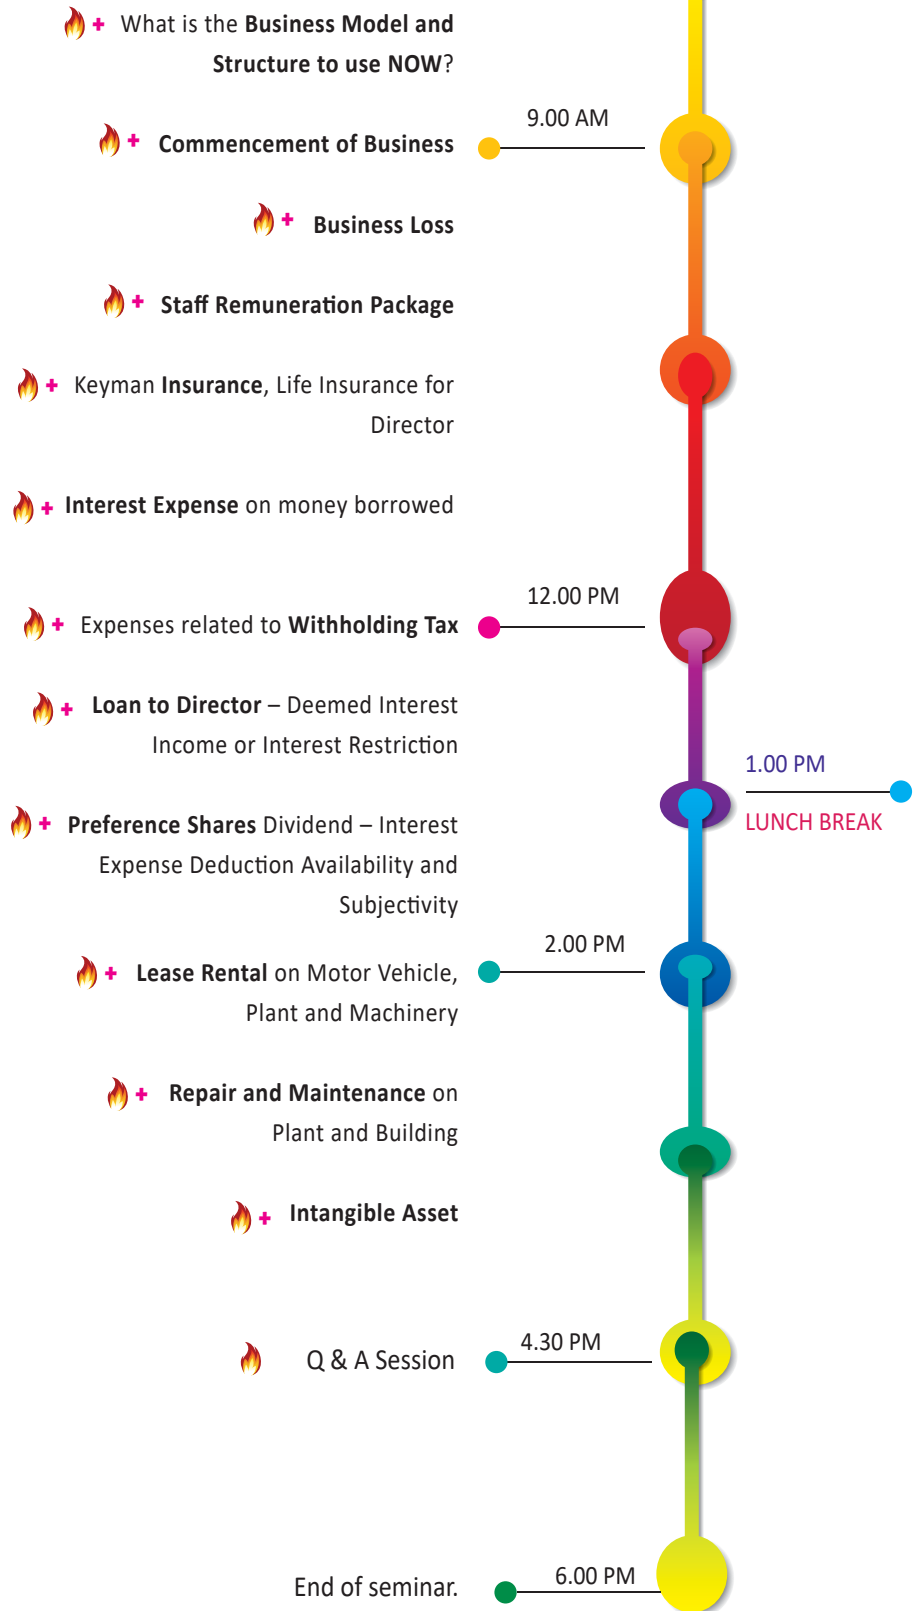 What is the Business Model and
Structure to use NOW?
9.00 AM
Commencement of Business
Business Loss
Staff Remuneration Package
Keyman Insurance, Life Insurance for
Director
Interest Expense on money borrowed
12.00 PM
Expenses related to Withholding Tax
Loan to Director – Deemed Interest
Income or Interest Restriction
1.00 PM
LUNCH BREAK
Preference Shares Dividend – Interest
Expense Deduction Availability and
Subjectivity
2.00 PM
Lease Rental on Motor Vehicle,
Plant and Machinery
Repair and Maintenance on
Plant and Building
Intangible Asset
4.30 PM
Q & A Session
6.00 PM
End of seminar.